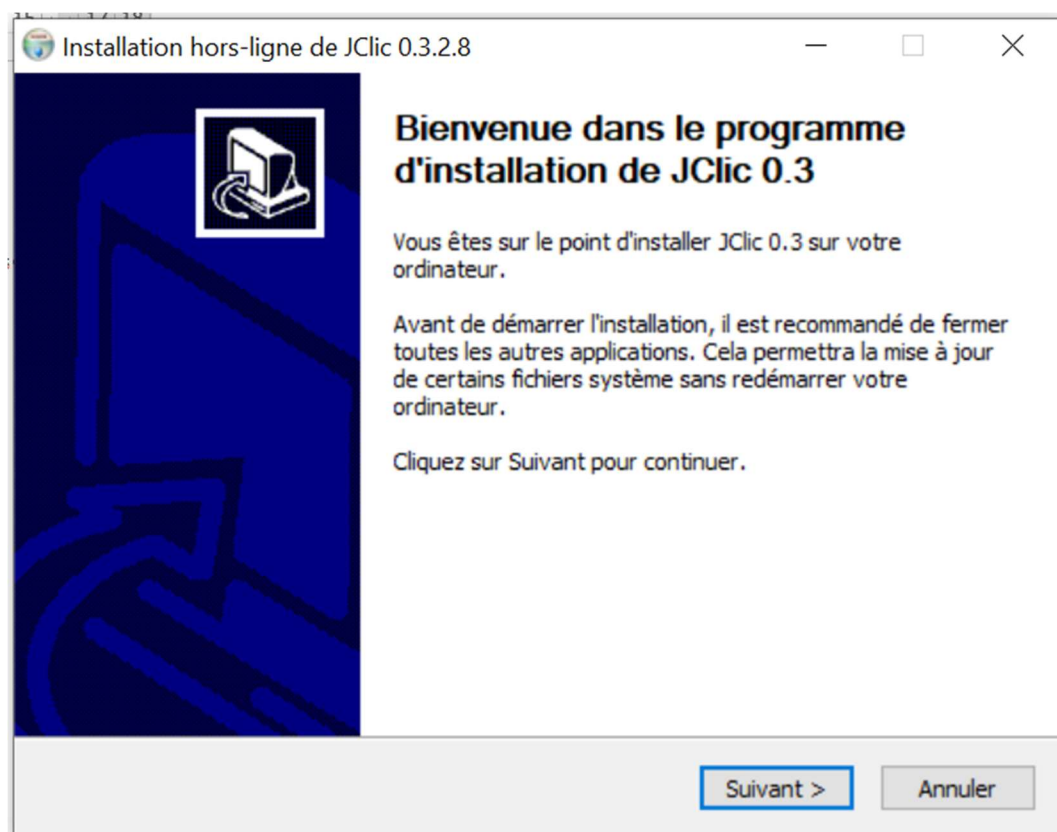 Installation hors-ligne de JClic 0.3.2.8
Bienvenue dans le programme
d'installation de JClic 0.3
Vous êtes sur le point d'installer JClic 0.3 sur votre
ordinateur.
Avant de démarrer l'installation, il est recommandé de fermer
toutes les autres applications. Cela permettra la mise à jour
de certains fichiers système sans redémarrer votre
ordinateur.
Cliquez sur Suivant pour continuer.
Suivant >
Annuler